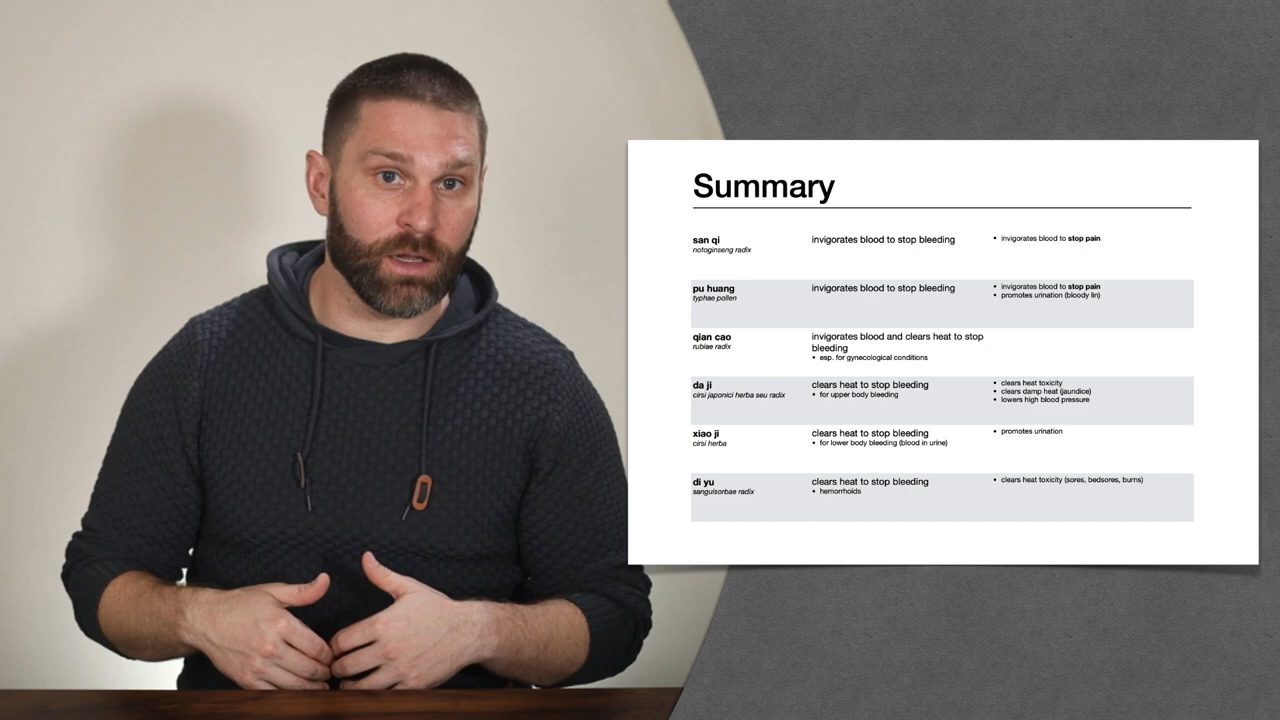 Summary
san qi
notoginseng radix
invigorates blood to stop bleeding
• invigorates blood to stop pain
pu huang
typhae pollen
invigorates blood to stop bleeding
• invigorates blood to stop pain
• promotes urination (bloody lin)
qian cao
rubiae radix
invigorates blood and clears heat to stop
bleeding
• esp. for gynecological conditions
da ji
cirsi japonici herba seu radix
clears heat to stop bleeding
• for upper body bleeding
• clears heat toxicity
• clears damp heat (jaundice)
• lowers high blood pressure
xiao ji
cirsi herba
clears heat to stop bleeding
• for lower body bleeding (blood in urine)
• promotes urination
di yu
sanguisorbae radix
clears heat to stop bleeding
• hemorrhoids
• clears heat toxicity (sores, bedsores, burns)